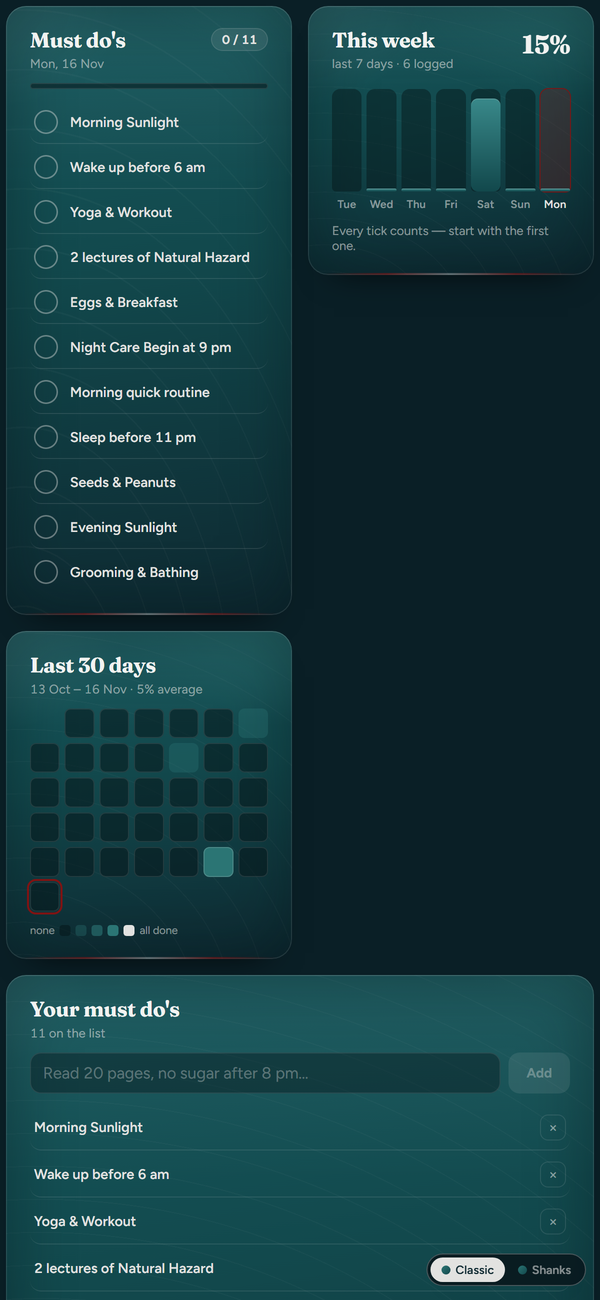 Must do's
0 / 11
Mon, 16 Nov
Morning Sunlight
Wake up before 6 am
Yoga & Workout
2 lectures of Natural Hazard
Eggs & Breakfast
Night Care Begin at 9 pm
Morning quick routine
Sleep before 11 pm
Seeds & Peanuts
Evening Sunlight
Grooming & Bathing
This week
15%
last 7 days · 6 logged
Tue Wed Thu Fri Sat Sun Mon
Every tick counts — start with the first
one.
Last 30 days
13 Oct – 16 Nov · 5% average
none all done
Your must do's
11 on the list
Read 20 pages, no sugar after 8 pm...
Add
Morning Sunlight ×
Wake up before 6 am ×
Yoga & Workout ×
2 lectures of Natural Hazard
Classic Shanks